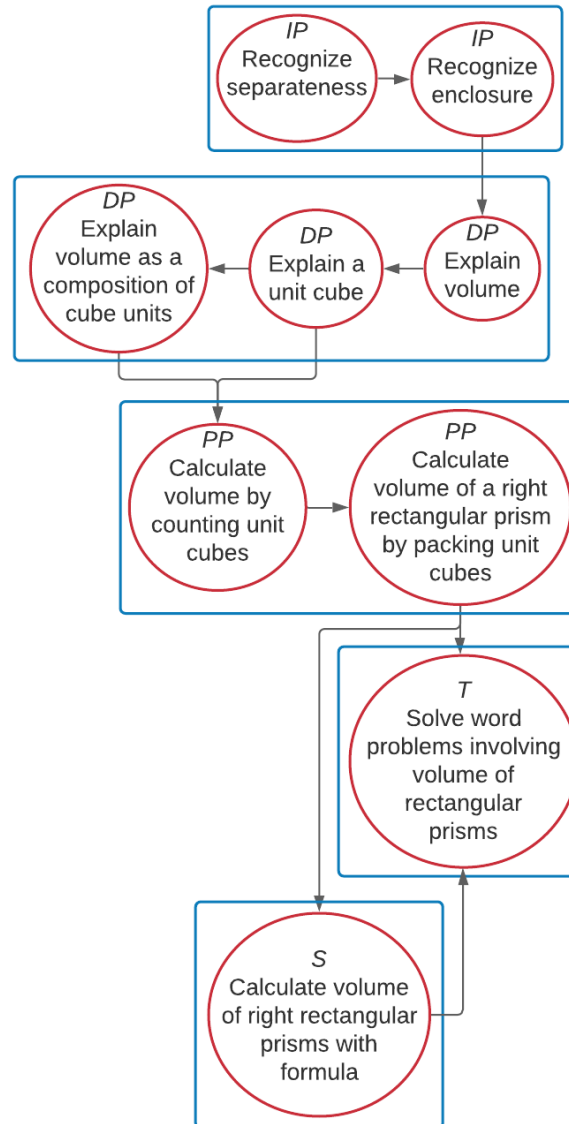 IP
Recognize
separateness
IP
Recognize
enclosure
DP
Explain
volume as a
composition of
cube units
DP
Explain a
unit cube
DP
Explain
volume
PP
Calculate
volume by
counting unit
cubes
PP
Calculate
volume of a right
rectangular prism
by packing unit
cubes
T
Solve word
problems involving
volume of
rectangular
prisms
S
Calculate volume
of right rectangular
prisms with
formula